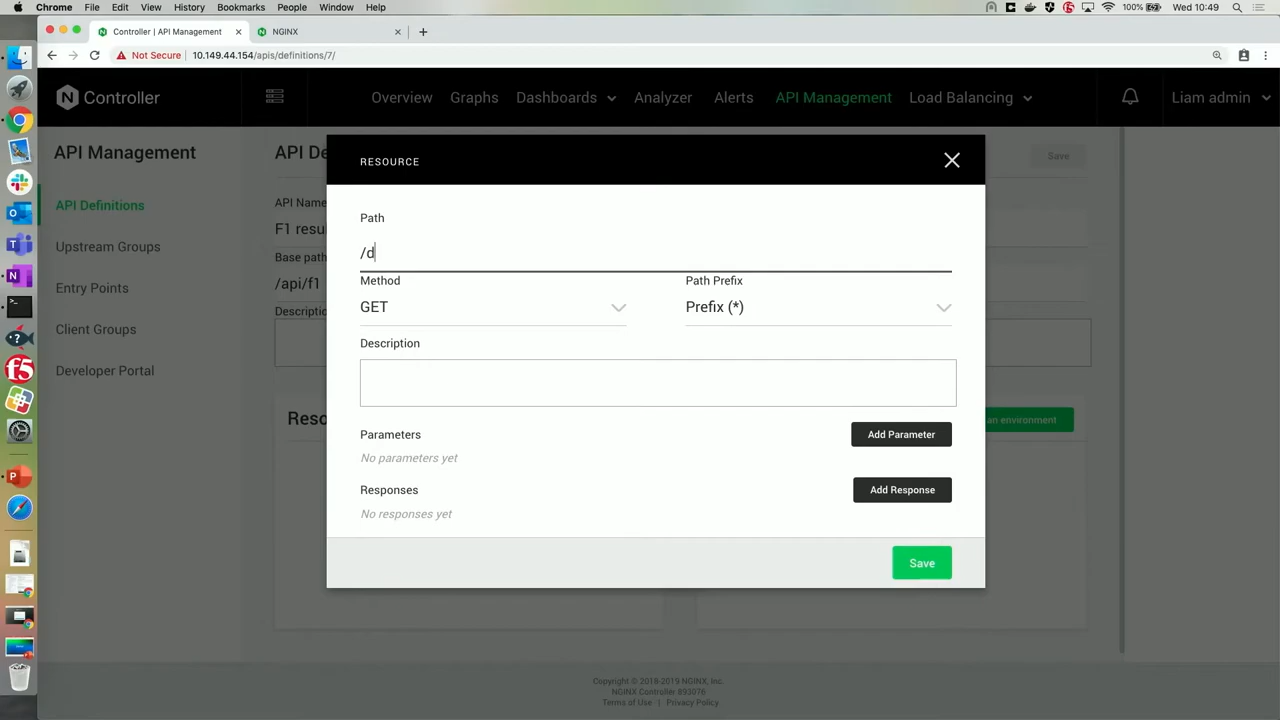 Chrome File Edit View History Bookmarks People Window Help 100% Wed 10:49
Controller | API Management NGINX
Not Secure 10.149.44.154/apis/definitions/7/
N Controller Overview Graphs Dashboards Analyzer Alerts API Management Load Balancing Liam admin
API Management
API Definitions
Upstream Groups
Entry Points
Client Groups
Developer Portal
API De
Save
API Name
F1 resu
Base path
/api/f1
Description
Reso
an environment
RESOURCE
Path
/d
Method Path Prefix
GET Prefix (*)
Description
Parameters Add Parameter
No parameters yet
Responses Add Response
No responses yet
Save
Copyright © 2018-2019 NGINX, Inc.
NGINX Controller 893076
Terms of Use | Privacy Policy